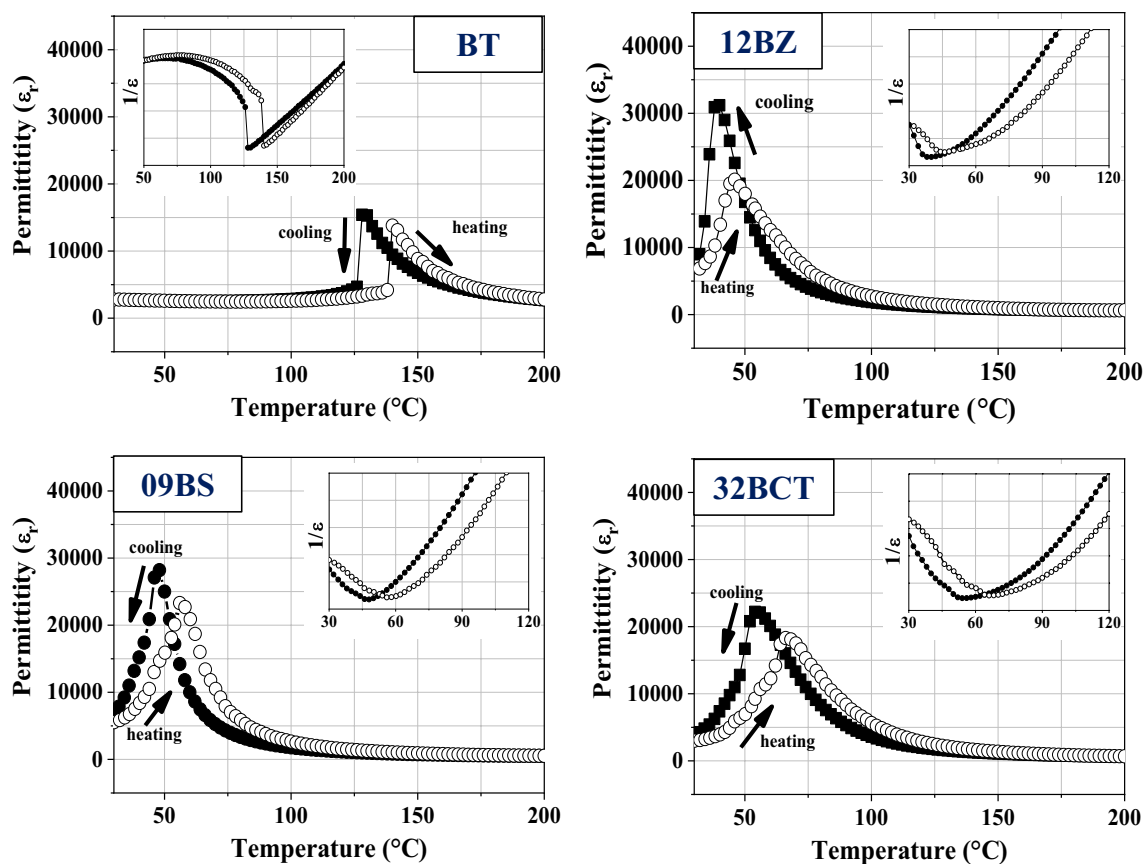 BT
40000
30000
20000
10000
0
Permittitity (εr)
1/ε
50
100
150
200
cooling
heating
50
100
150
200
Temperature (°C)
12BZ
40000
30000
20000
10000
0
Permittitity (εr)
1/ε
30
60
90
120
cooling
heating
50
100
150
200
Temperature (°C)
09BS
40000
30000
20000
10000
0
Permittitity (εr)
1/ε
30
60
90
120
cooling
heating
50
100
150
200
Temperature (°C)
32BCT
40000
30000
20000
10000
0
Permittitity (εr)
1/ε
30
60
90
120
cooling
heating
50
100
150
200
Temperature (°C)